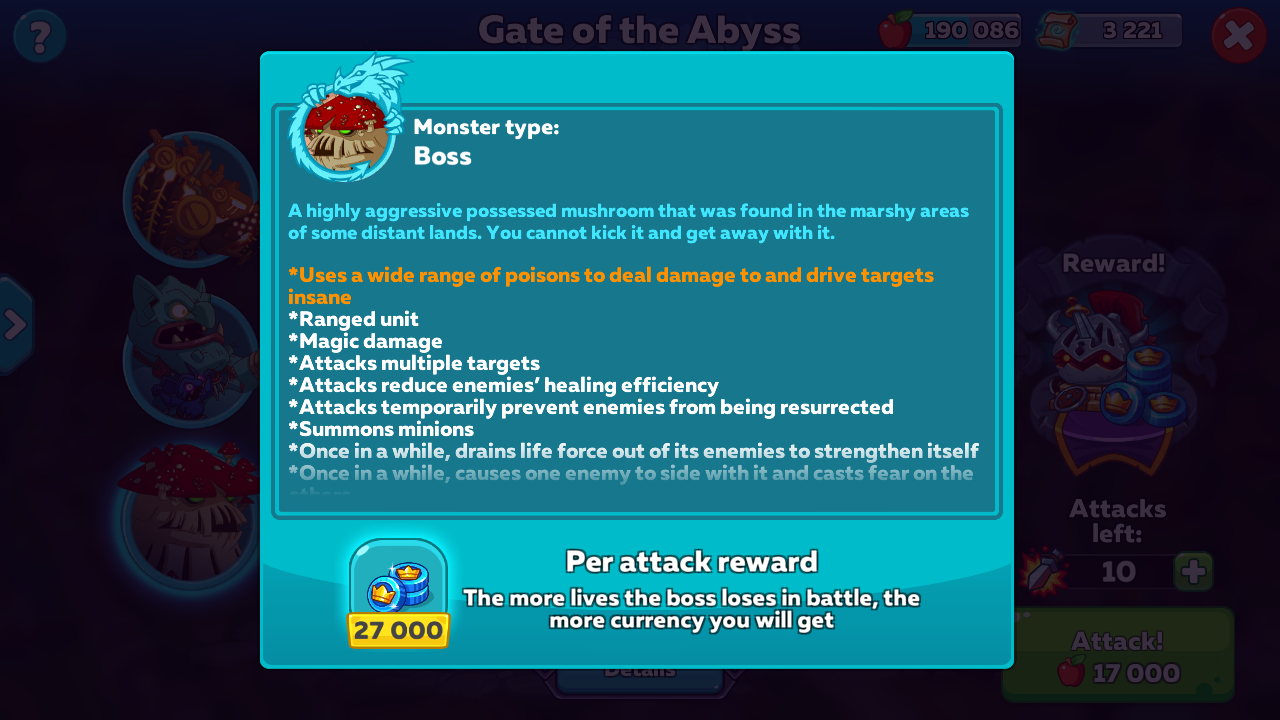 ?
Gate of the Abyss
190 086
3 221
Monster type:
Boss
A highly aggressive possessed mushroom that was found in the marshy areas
of some distant lands. You cannot kick it and get away with it.
*Uses a wide range of poisons to deal damage to and drive targets
insane
*Ranged unit
*Magic damage
*Attacks multiple targets
*Attacks reduce enemies’ healing efficiency
*Attacks temporarily prevent enemies from being resurrected
*Summons minions
*Once in a while, drains life force out of its enemies to strengthen itself
*Once in a while, causes one enemy to side with it and casts fear on the
others
Reward!
Attacks
left:
10
Per attack reward
The more lives the boss loses in battle, the
more currency you will get
27 000
Attack!
17 000
Details